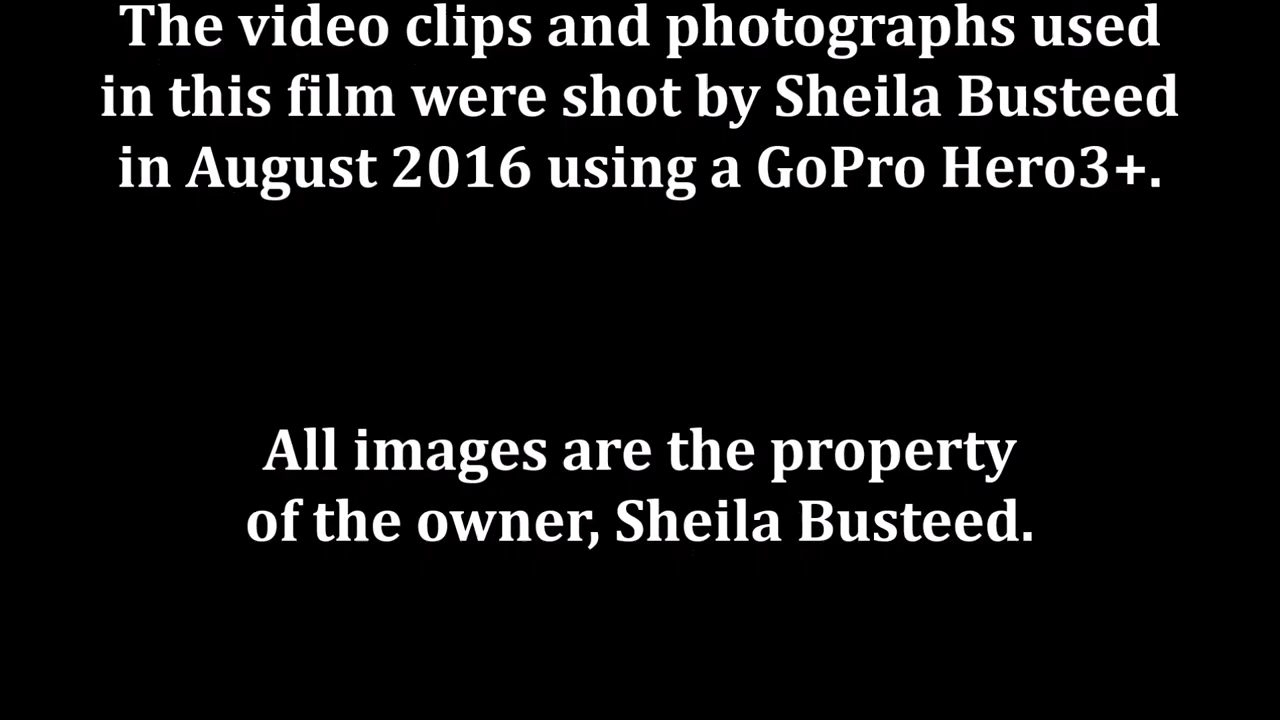 The video clips and photographs used
in this film were shot by Sheila Busteed
in August 2016 using a GoPro Hero3+.
All images are the property
of the owner, Sheila Busteed.